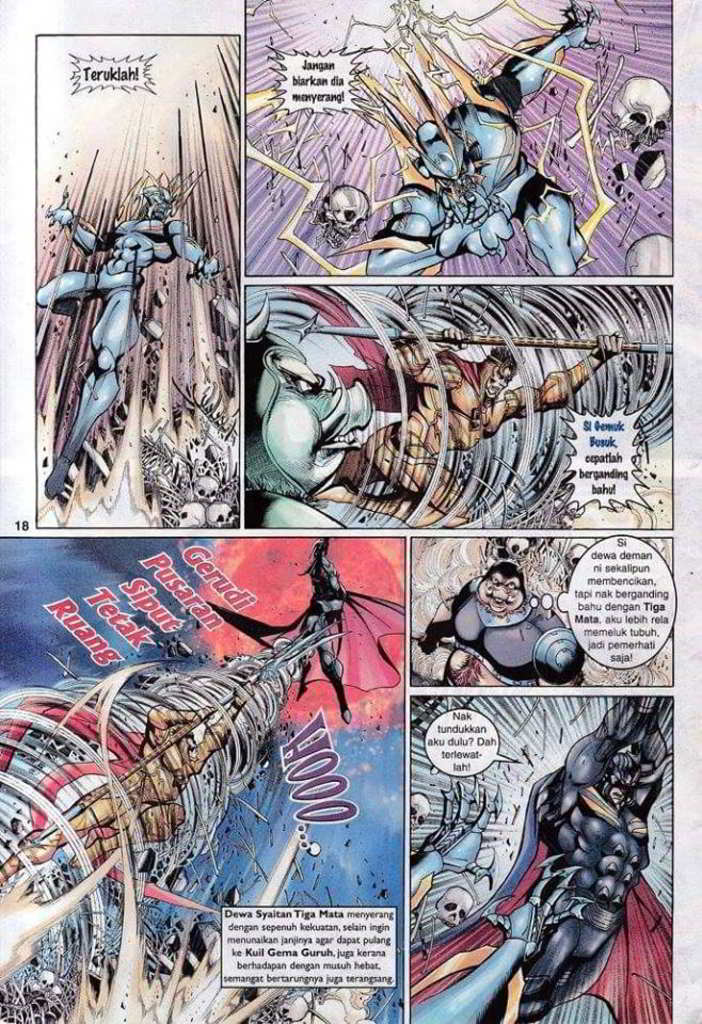 Teruklah!
Jangan
biarkan dia
menyerang!
Si Gemuk
Busuk,
cepatlah
berganding
bahu!
18
Gerudi
Pusaran
Siput
Tetak
Ruang
HOOO
Si
dewa deman
ni sekalipun
membencikan,
tapi nak berganding
bahu dengan Tiga
Mata, aku lebih rela
memeluk tubuh,
jadi pemerhati
saja!
Nak
tundukkan
aku dulu? Dah
terlewat-
lah!
Dewa Syaitan Tiga Mata menyerang
dengan sepenuh kekuatan, selain ingin
menunaikan janjinya agar dapat pulang
ke Kuil Gema Guruh, juga kerana
berhadapan dengan musuh hebat,
semangat bertarungnya juga terangsang.